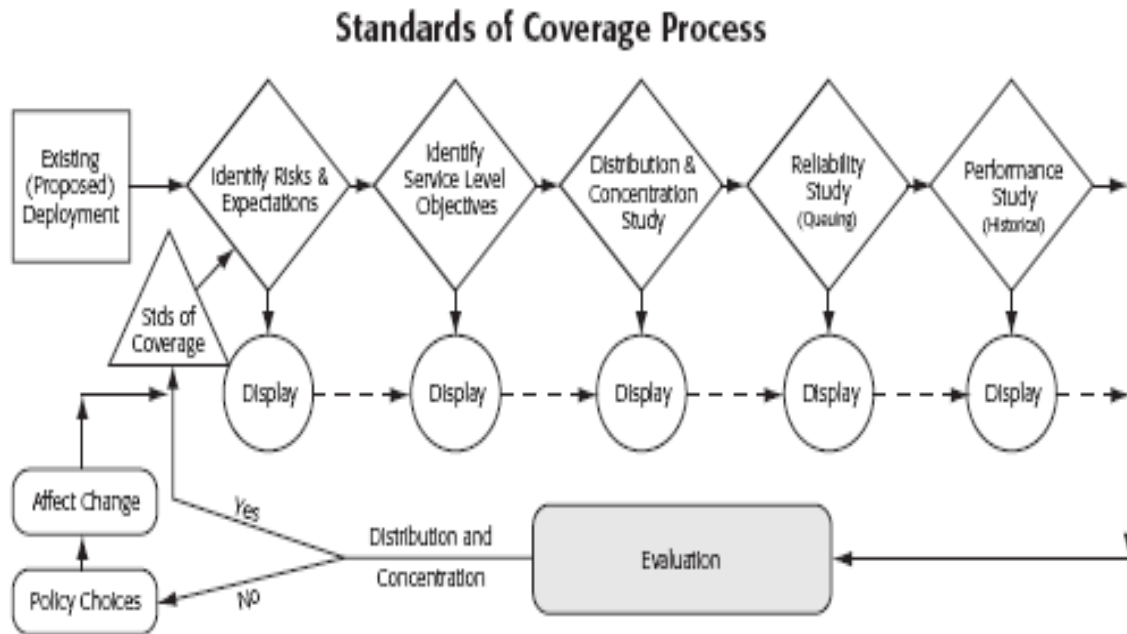 Standards of Coverage Process
Existing
(Proposed)
Deployment
Identify Risks &
Expectations
Identify
Service Level
Objectives
Distribution &
Concentration
Study
Reliability
Study
(Queuing)
Performance
Study
(Historical)
Stds of
Coverage
Display
Display
Display
Display
Display
Affect Change
Policy Choices
Yes
No
Distribution and
Concentration
Evaluation